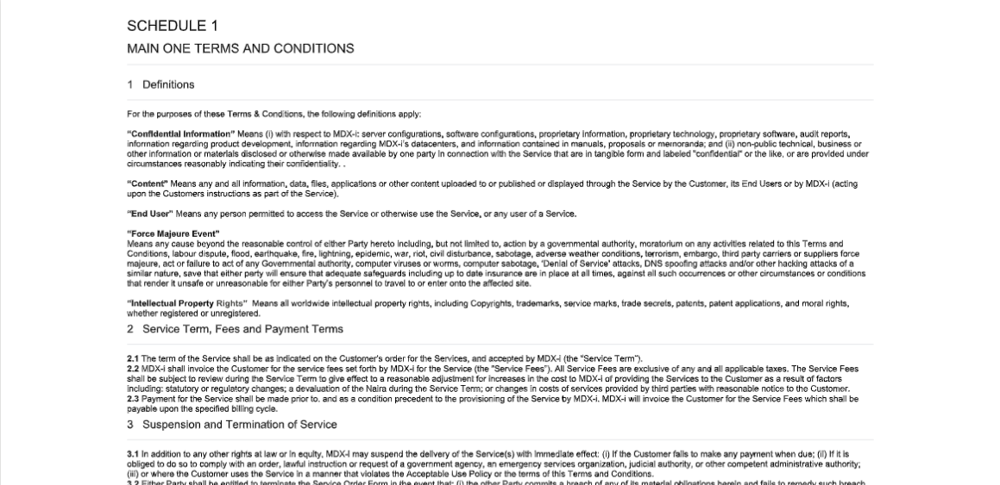 SCHEDULE 1
MAIN ONE TERMS AND CONDITIONS
1 Definitions
For the purposes of these Terms & Conditions, the following definitions apply:
"Confidential Information" Means (i) with respect to MDX-i: server configurations, software configurations, proprietary information, proprietary technology, proprietary software, audit reports,
information regarding product development, information regarding MDX-i's datacenters, and information contained in manuals, proposals or memoranda; and (ii) non-public technical, business or
other information or materials disclosed or otherwise made available by one party in connection with the Service that are in tangible form and labeled "confidential" or the like, or are provided under
circumstances reasonably indicating their confidentiality. .
"Content" Means any and all information, data, files, applications or other content uploaded to or published or displayed through the Service by the Customer, its End Users or by MDX-i (acting
upon the Customers instructions as part of the Service).
"End User" Means any person permitted to access the Service or otherwise use the Service, or any user of a Service.
"Force Majeure Event"
Means any cause beyond the reasonable control of either Party hereto including, but not limited to, action by a governmental authority, moratorium on any activities related to this Terms and
Conditions, labour dispute, flood, earthquake, fire, lightning, epidemic, war, riot, civil disturbance, sabotage, adverse weather conditions, terrorism, embargo, third party carriers or suppliers force
majeure, act or failure to act of any Governmental authority, computer viruses or worms, computer sabotage, 'Denial of Service' attacks, DNS spoofing attacks and/or other hacking attacks of a
similar nature, save that either party will ensure that adequate safeguards including up to date insurance are in place at all times, against all such occurrences or other circumstances or conditions
that render it unsafe or unreasonable for either Party's personnel to travel to or enter onto the affected site.
"Intellectual Property Rights" Means all worldwide intellectual property rights, including Copyrights, trademarks, service marks, trade secrets, patents, patent applications, and moral rights,
whether registered or unregistered.
2 Service Term, Fees and Payment Terms
2.1 The term of the Service shall be as indicated on the Customer's order for the Services, and accepted by MDX-i (the "Service Term").
2.2 MDX-i shall invoice the Customer for the service fees set forth by MDX-i for the Service (the "Service Fees"). All Service Fees are exclusive of any and all applicable taxes. The Service Fees
shall be subject to review during the Service Term to give effect to a reasonable adjustment for increases in the cost to MDX-i of providing the Services to the Customer as a result of factors
including: statutory or regulatory changes; a devaluation of the Naira during the Service Term; or changes in costs of services provided by third parties with reasonable notice to the Customer.
2.3 Payment for the Service shall be made prior to. and as a condition precedent to the provisioning of the Service by MDX-i. MDX-i will invoice the Customer for the Service Fees which shall be
payable upon the specified billing cycle.
3 Suspension and Termination of Service
3.1 In addition to any other rights at law or in equity, MDX-i may suspend the delivery of the Service(s) with immediate effect: (i) If the Customer fails to make any payment when due; (ii) If it is
obliged to do so to comply with an order, lawful instruction or request of a government agency, an emergency services organization, judicial authority, or other competent administrative authority;
(iii) or where the Customer uses the Service in a manner that violates the Acceptable Use Policy or the terms of this Terms and Conditions.
3.2 Either Party shall be entitled to terminate the Service Order Form in the event that: (i) the other Party commits a breach of any of its material obligations herein and fails to remedy such breach